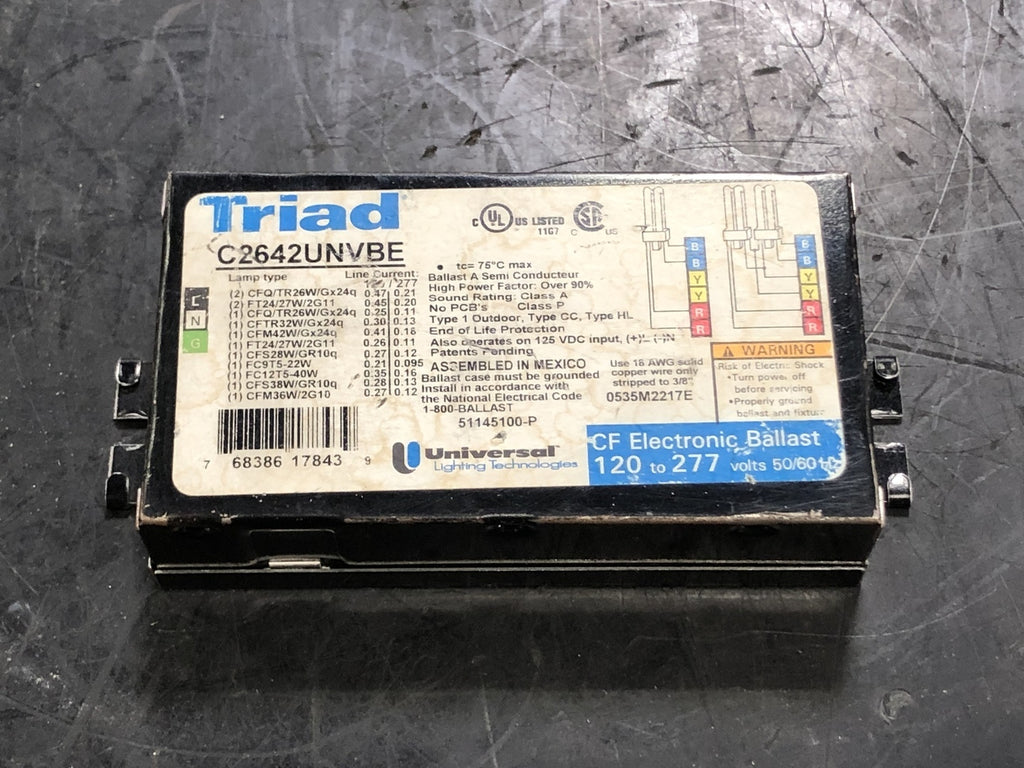 Triad
C2642UNVBE
Lamp type Line Current:
/ 277
(2) CFQ/TR26W/Gx24q 0.47 0.21
(2) FT24/27W/2G11 0.45 0.20
(1) CFQ/TR26W/Gx24q 0.25 0.11
(1) CFTR32W/Gx24q 0.30 0.13
(1) CFM42W/Gx24q 0.41 0.18
(1) FT24/27W/2G11 0.26 0.11
(1) CFS28W/GR10q 0.27 0.12
(1) FC9T5-22W 0.21 0.095
(1) FC12T5-40W 0.16
(1) CFS38W/GR10q 0.28 0.13
(1) CFM36W/2G10 0.27 0.12
C
N
G
7 68386 17843 9
C UL US LISTED
11G7
C US
• tc= 75°C max
Ballast A Semi Conducteur
High Power Factor: Over 90%
Sound Rating: Class A
No PCB's Class P
Type 1 Outdoor, Type CC, Type HL
End of Life Protection
Also operates on 125 VDC input, (+)L (-)N
Patents Pending
ASSEMBLED IN MEXICO
Ballast case must be grounded
Install in accordance with
the National Electrical Code
1-800-BALLAST
51145100-P
Use 18 AWG solid
copper wire only
stripped to 3/8"
0535M2217E
B
B
Y
Y
R
R
B
B
Y
Y
R
R
WARNING
Risk of Electric Shock
•Turn power off
before servicing
•Properly ground
ballast and fixture
Universal
Lighting Technologies
CF Electronic Ballast
120 to 277 volts 50/60 Hz